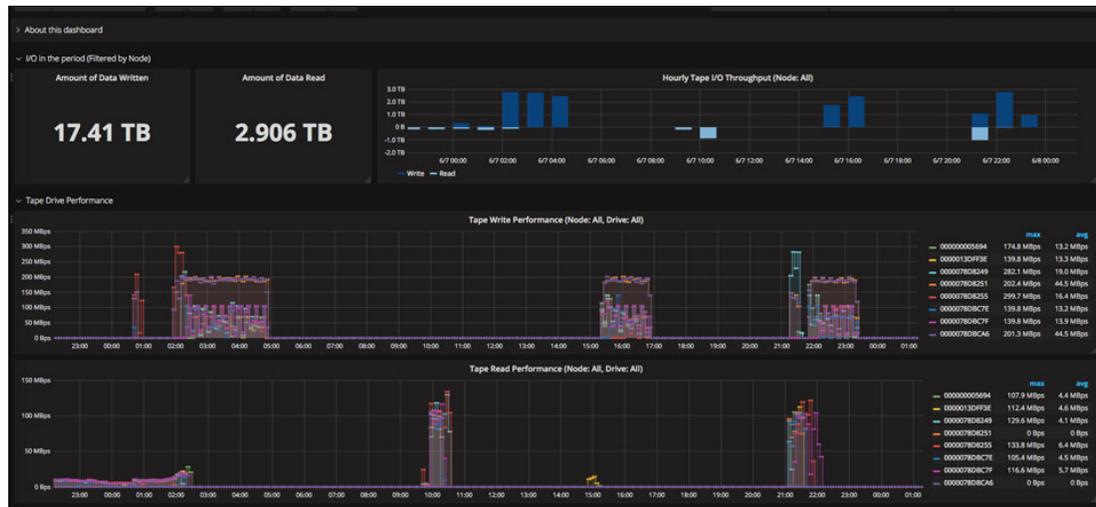 About this dashboard
I/O in the period (Filtered by Node)
Amount of Data Written
17.41 TB
Amount of Data Read
2.906 TB
Hourly Tape I/O Throughput (Node: All)
3.0 TB
2.0 TB
1.0 TB
0 B
-1.0 TB
-2.0 TB
6/7 00:00 6/7 02:00 6/7 04:00 6/7 06:00 6/7 08:00 6/7 10:00 6/7 12:00 6/7 14:00 6/7 16:00 6/7 18:00 6/7 20:00 6/7 22:00 6/8 00:00
Write Read
Tape Drive Performance
Tape Write Performance (Node: All, Drive: All)
350 MBps
300 MBps
250 MBps
200 MBps
150 MBps
100 MBps
50 MBps
0 Bps
23:00 00:00 01:00 02:00 03:00 04:00 05:00 06:00 07:00 08:00 09:00 10:00 11:00 12:00 13:00 14:00 15:00 16:00 17:00 18:00 19:00 20:00 21:00 22:00 23:00 00:00 01:00
max avg
000000005694 174.8 MBps 13.2 MBps
0000013DFF3E 139.8 MBps 13.3 MBps
0000078D8249 282.1 MBps 19.0 MBps
0000078D8251 202.4 MBps 44.5 MBps
0000078D8255 299.7 MBps 16.4 MBps
0000078DBC7E 139.8 MBps 13.2 MBps
0000078DBC7F 139.8 MBps 13.9 MBps
0000078DBCA6 201.3 MBps 44.5 MBps
Tape Read Performance (Node: All, Drive: All)
150 MBps
100 MBps
50 MBps
0 Bps
23:00 00:00 01:00 02:00 03:00 04:00 05:00 06:00 07:00 08:00 09:00 10:00 11:00 12:00 13:00 14:00 15:00 16:00 17:00 18:00 19:00 20:00 21:00 22:00 23:00 00:00 01:00
max avg
000000005694 107.9 MBps 4.4 MBps
0000013DFF3E 112.4 MBps 4.6 MBps
0000078D8249 129.6 MBps 4.1 MBps
0000078D8251 0 Bps 0 Bps
0000078D8255 133.8 MBps 6.4 MBps
0000078DBC7E 105.4 MBps 4.5 MBps
0000078DBC7F 116.6 MBps 5.7 MBps
0000078DBCA6 0 Bps 0 Bps